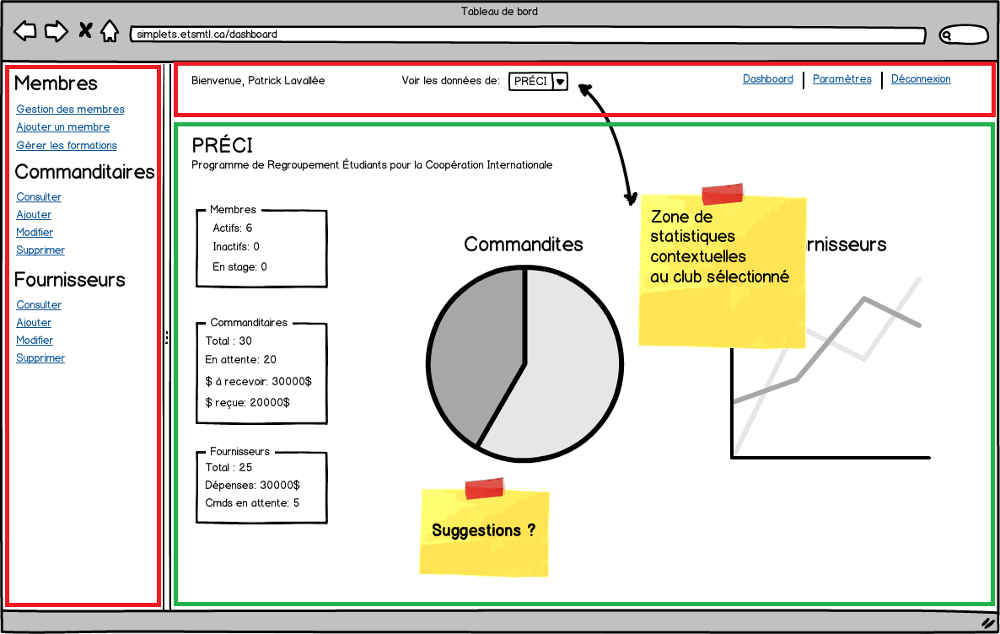 Tableau de bord
simplets.etsmtl.ca/dashboard
Membres
Gestion des membres
Ajouter un membre
Gérer les formations
Commanditaires
Consulter
Ajouter
Modifier
Supprimer
Fournisseurs
Consulter
Ajouter
Modifier
Supprimer
Bienvenue, Patrick Lavallée
Voir les données de: PRÉCI
Dashboard
Paramètres
Déconnexion
PRÉCI
Programme de Regroupement Étudiants pour la Coopération Internationale
Membres
Actifs: 6
Inactifs: 0
En stage: 0
Commanditaires
Total : 30
En attente: 20
$ à recevoir: 30000$
$ reçue: 20000$
Fournisseurs
Total : 25
Dépenses: 30000$
Cmds en attente: 5
Commandites
Zone de
statistiques
contextuelles
au club sélectionné
rnisseurs
Suggestions ?